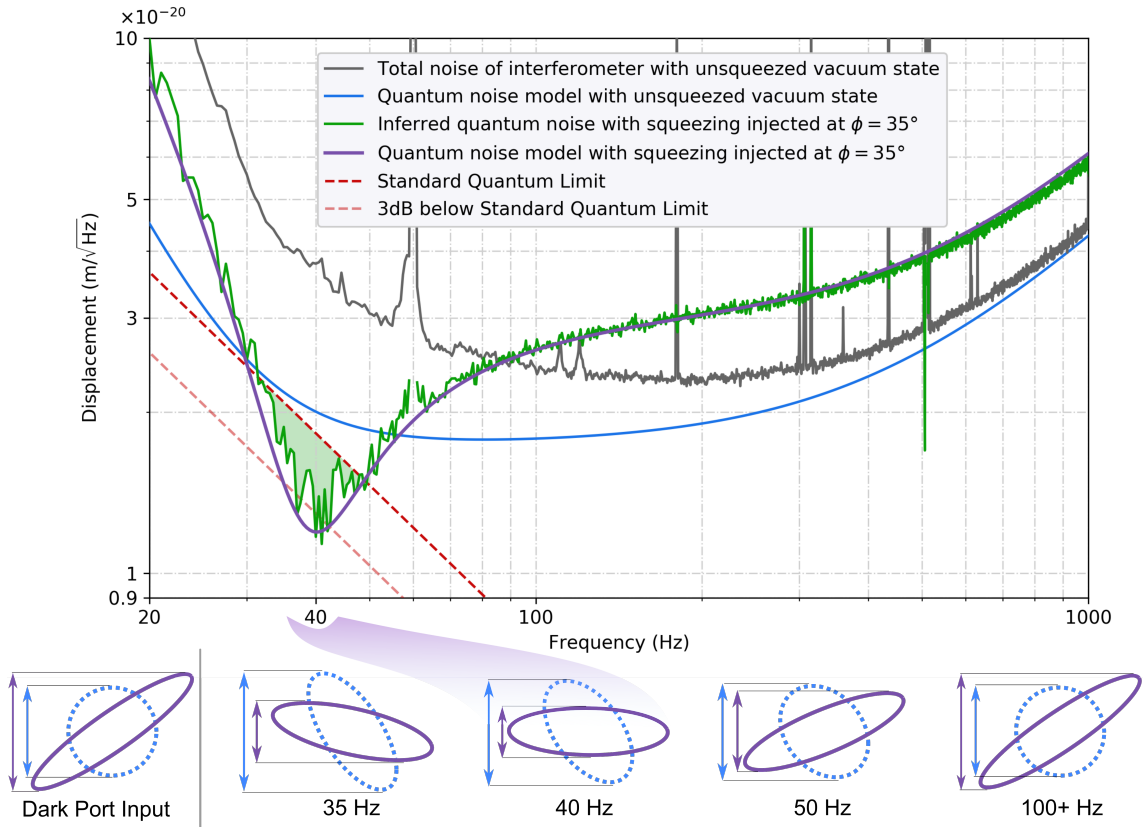 ×10⁻²⁰
10
5
3
1
0.9
Displacement (m/√Hz)
Total noise of interferometer with unsqueezed vacuum state
Quantum noise model with unsqueezed vacuum state
Inferred quantum noise with squeezing injected at ϕ = 35°
Quantum noise model with squeezing injected at ϕ = 35°
Standard Quantum Limit
3dB below Standard Quantum Limit
20 40 100 1000
Frequency (Hz)
Dark Port Input 35 Hz 40 Hz 50 Hz 100+ Hz